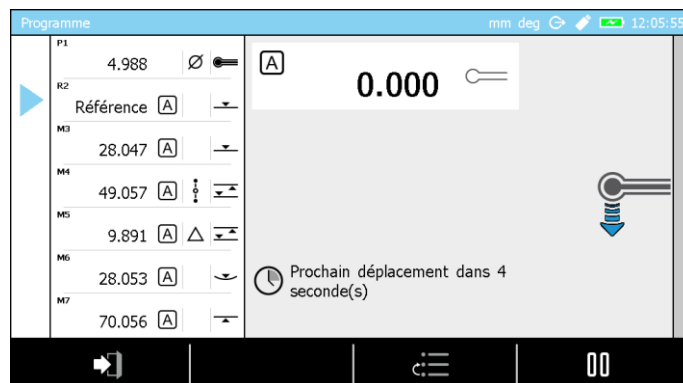 Programme
mm deg 12:05:55
P1
4.988 Ø
R2
Référence A
M3
28.047 A
M4
49.057 A
M5
9.891 A
M6
28.053 A
M7
70.056 A
A
0.000
Prochain déplacement dans 4
seconde(s)